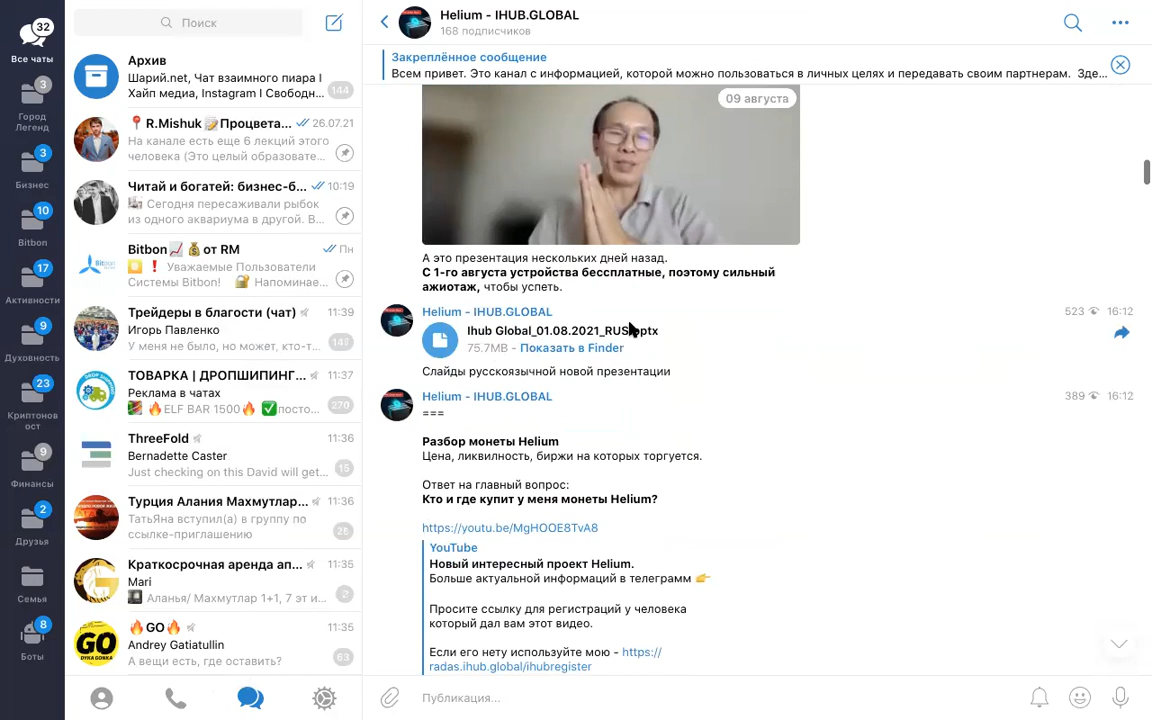 32
Все чаты
3
Город
Легенд
3
Бизнес
10
Bitbon
17
Активности
9
Духовность
23
Криптонов
ост
9
Финансы
2
Друзья
Семья
8
Боты
Поиск
Архив
Шарий.net, Чат взаимного пиара I
Хайп медиа, Instagram I Свободн...
144
📍 R.Mishuk 📝Процвета... 26.07.21
На канале есть еще 6 лекций этого
человека (Это целый образовате...
Читай и богатей: бизнес-б... 10:19
Сегодня пересаживали рыбок
из одного аквариума в другой. В...
Bitbon📈💰от RM Пн
Bitbon
❗ Уважаемые Пользователи
Системы Bitbon! 🔐 Напоминае...
Трейдеры в благости (чат) 11:39
Игорь Павленко
У меня не было, но может, кто-т...
ТОВАРКА | ДРОПШИПИНГ... 11:37
Реклама в чатах
🔥ELF BAR 1500🔥 ✅посто...
270
ThreeFold 11:36
Bernadette Caster
Just checking on this David will get...
15
Турция Алания Махмутлар... 11:36
ТатьЯна вступил(а) в группу по
ссылке-приглашению
Краткосрочная аренда ап... 11:35
Mari
Аланья/ Махмутлар 1+1, 7 эт и...
2
🔥GO🔥 11:35
Andrey Gatiatullin
А вещи есть, где оставить?
63
GO
DYKA GONKA
Helium - IHUB.GLOBAL
168 подписчиков
Закреплённое сообщение
Всем привет. Это канал с информацией, которой можно пользоваться в личных целях и передавать своим партнерам. Зде...
09 августа
А это презентация нескольких дней назад.
С 1-го августа устройства бессплатные, поэтому сильный
ажиотаж, чтобы успеть.
Helium - IHUB.GLOBAL 523 16:12
Ihub Global_01.08.2021_RUS.pptx
75.7MB - Показать в Finder
Слайды русскоязычной новой презентации
Helium - IHUB.GLOBAL 389 16:12
===
Разбор монеты Helium
Цена, ликвилность, биржи на которых торгуется.
Ответ на главный вопрос:
Кто и где купит у меня монеты Helium?
https://youtu.be/MgHOOE8TvA8
YouTube
Новый интересный проект Helium.
Больше актуальной информаций в телеграмм 👉
Просите ссылку для регистраций у человека
который дал вам этот видео.
Если его нету используйте мою - https://
radas.ihub.global/ihubregister
Публикация...